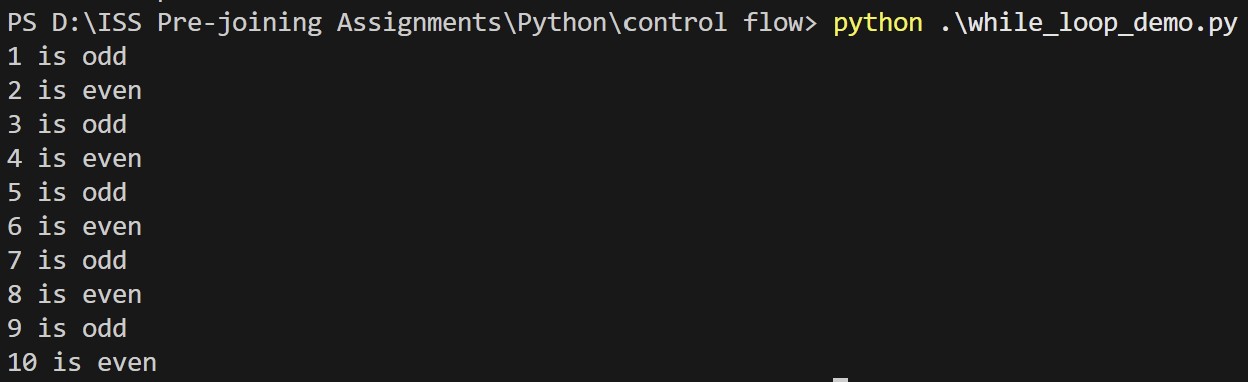 PS D:\ISS Pre-joining Assignments\Python\control flow> python .\while_loop_demo.py
1 is odd
2 is even
3 is odd
4 is even
5 is odd
6 is even
7 is odd
8 is even
9 is odd
10 is even